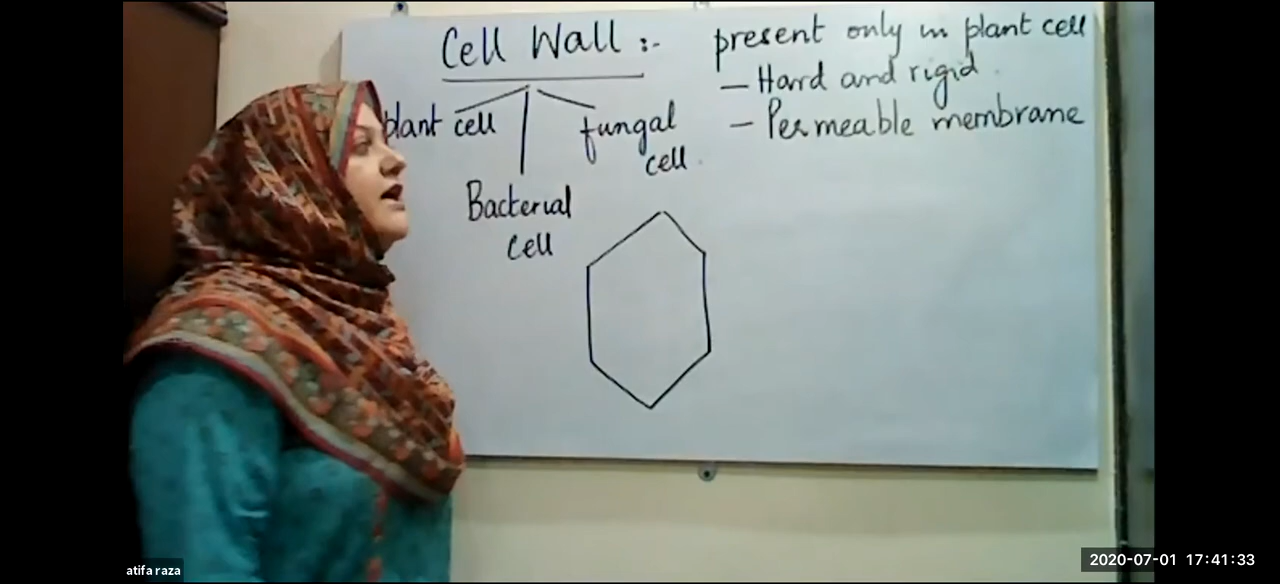 Cell Wall :-
present only in plant cell
- Hard and rigid
- Permeable membrane
plant cell
fungal
cell
Bacterial
cell
atifa raza
2020-07-01 17:41:33